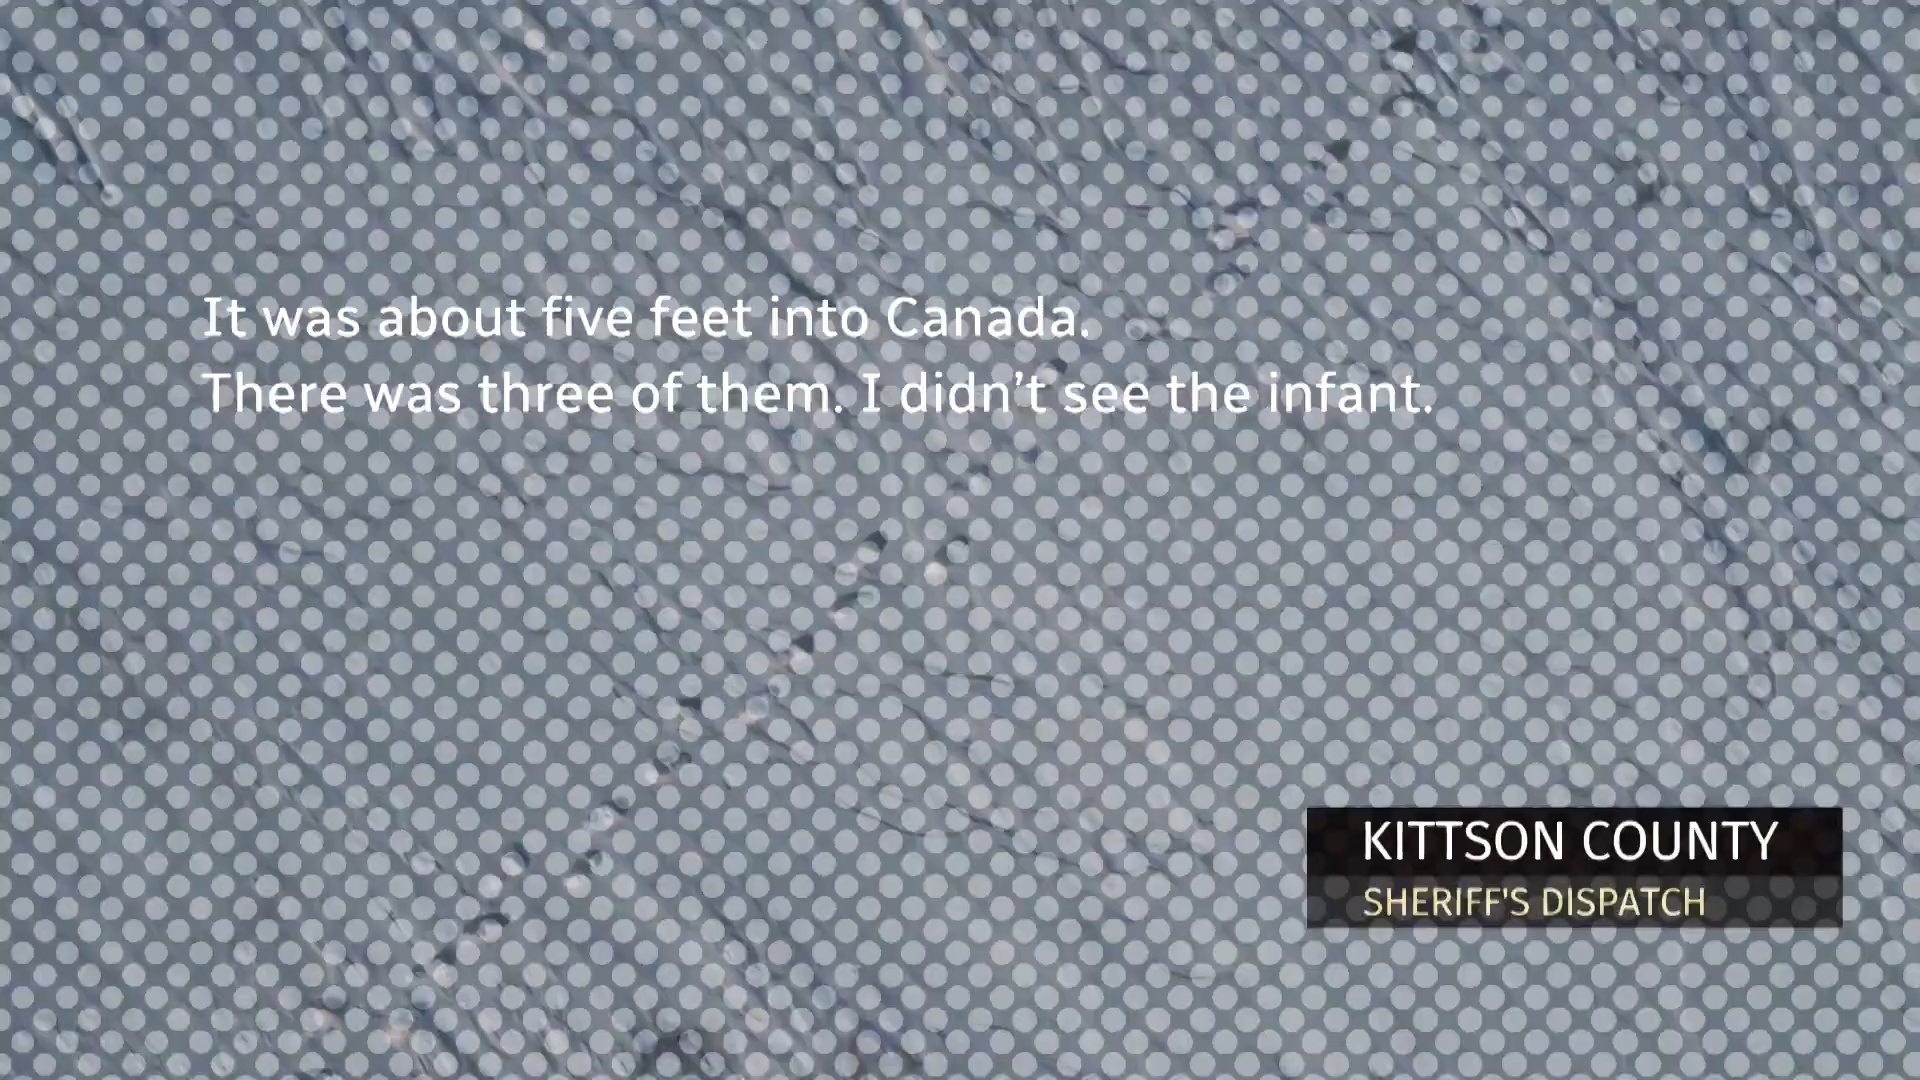 It was about five feet into Canada.
There was three of them. I didn’t see the infant.
KITTSON COUNTY
SHERIFF'S DISPATCH